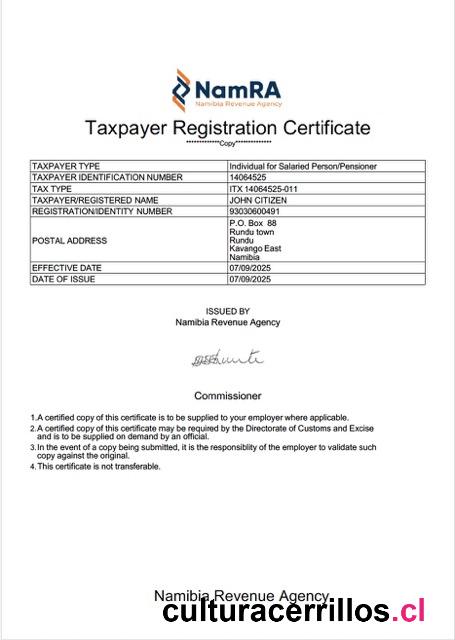 NamRA
Namibia Revenue Agency
Taxpayer Registration Certificate
*************Copy**************
TAXPAYER TYPE Individual for Salaried Person/Pensioner
TAXPAYER IDENTIFICATION NUMBER 14064525
TAX TYPE ITX 14064525-011
TAXPAYER/REGISTERED NAME JOHN CITIZEN
REGISTRATION/IDENTITY NUMBER 93030600491
POSTAL ADDRESS P.O. Box 88
Rundu town
Rundu
Kavango East
Namibia
EFFECTIVE DATE 07/09/2025
DATE OF ISSUE 07/09/2025
ISSUED BY
Namibia Revenue Agency
Commissioner
1.A certified copy of this certificate is to be supplied to your employer where applicable.
2.A certified copy of this certificate may be required by the Directorate of Customs and Excise
and is to be supplied on demand by an official.
3.In the event of a copy being submitted, it is the responsiblity of the employer to validate such
copy against the original.
4.This certificate is not transferable.
Namibia Revenue Agency
culturacerrillos.cl